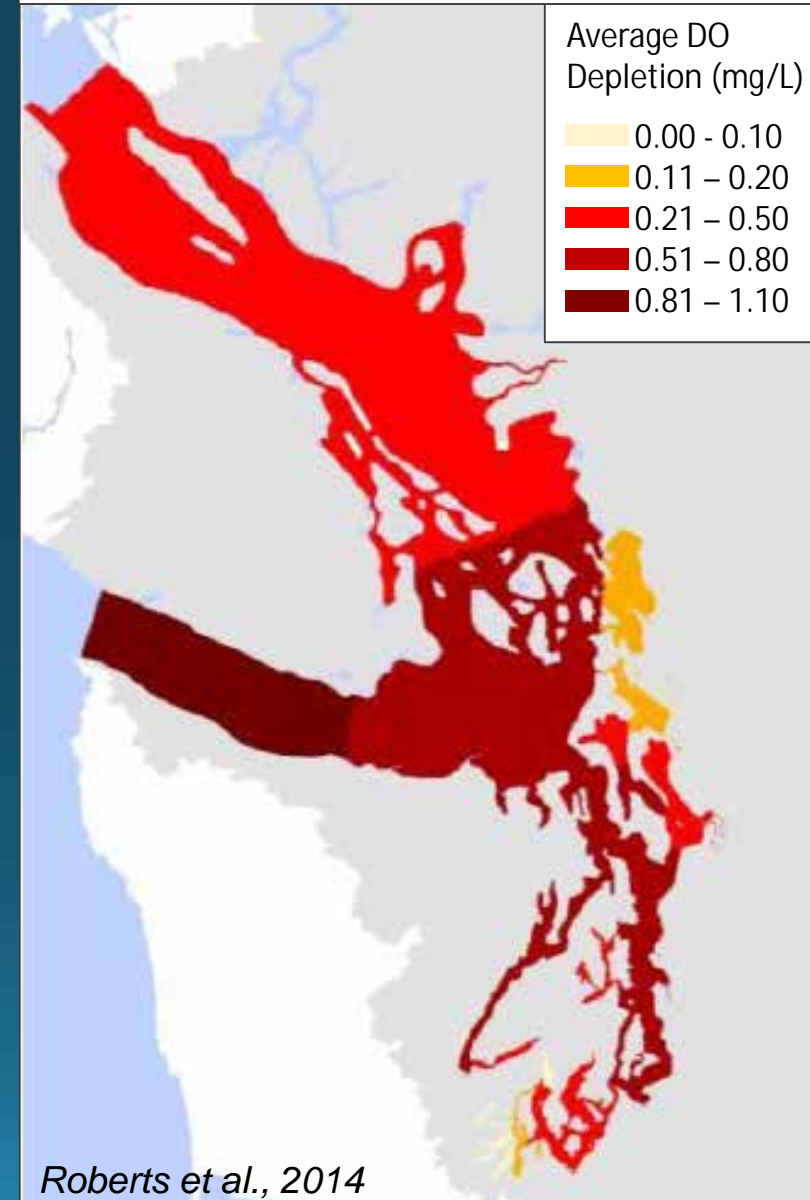 Average DO
Depletion (mg/L)
0.00 - 0.10
0.11 – 0.20
0.21 – 0.50
0.51 – 0.80
0.81 – 1.10
Roberts et al., 2014